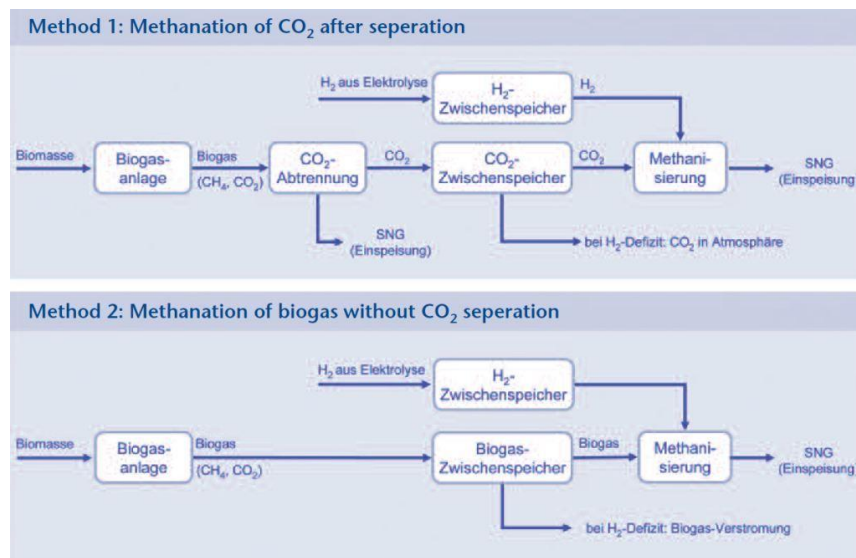 Method 1: Methanation of CO₂ after seperation
H₂ aus Elektrolyse
H₂-
Zwischenspeicher
H₂
Biomasse
Biogas-
anlage
Biogas
(CH₄, CO₂)
CO₂-
Abtrennung
CO₂
CO₂-
Zwischenspeicher
CO₂
Methani-
sierung
SNG
(Einspeisung
SNG
(Einspeisung)
bei H₂-Defizit: CO₂ in Atmosphäre
Method 2: Methanation of biogas without CO₂ seperation
H₂ aus Elektrolyse
H₂-
Zwischenspeicher
Biomasse
Biogas-
anlage
Biogas
(CH₄, CO₂)
Biogas-
Zwischenspeicher
Biogas
Methani-
sierung
SNG
(Einspeisung)
bei H₂-Defizit: Biogas-Verstromung